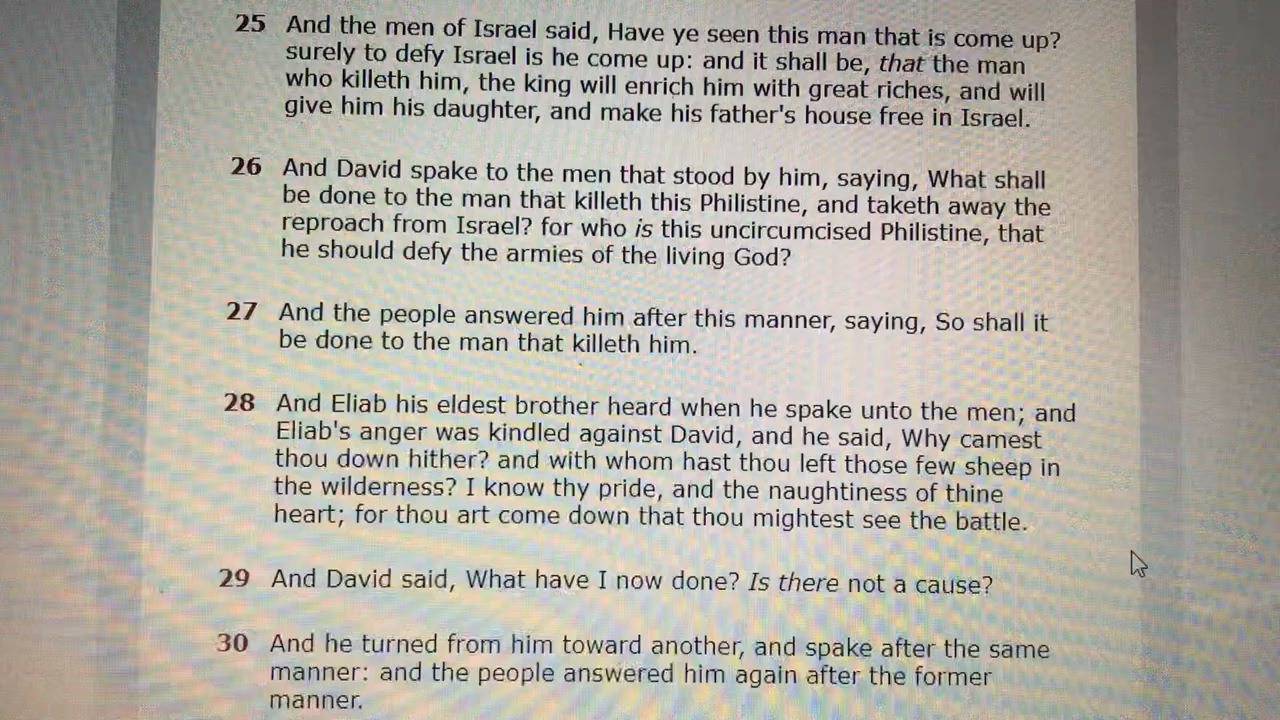 25 And the men of Israel said, Have ye seen this man that is come up?
surely to defy Israel is he come up: and it shall be, that the man
who killeth him, the king will enrich him with great riches, and will
give him his daughter, and make his father's house free in Israel.
26 And David spake to the men that stood by him, saying, What shall
be done to the man that killeth this Philistine, and taketh away the
reproach from Israel? for who is this uncircumcised Philistine, that
he should defy the armies of the living God?
27 And the people answered him after this manner, saying, So shall it
be done to the man that killeth him.
28 And Eliab his eldest brother heard when he spake unto the men; and
Eliab's anger was kindled against David, and he said, Why camest
thou down hither? and with whom hast thou left those few sheep in
the wilderness? I know thy pride, and the naughtiness of thine
heart; for thou art come down that thou mightest see the battle.
29 And David said, What have I now done? Is there not a cause?
30 And he turned from him toward another, and spake after the same
manner: and the people answered him again after the former
manner.